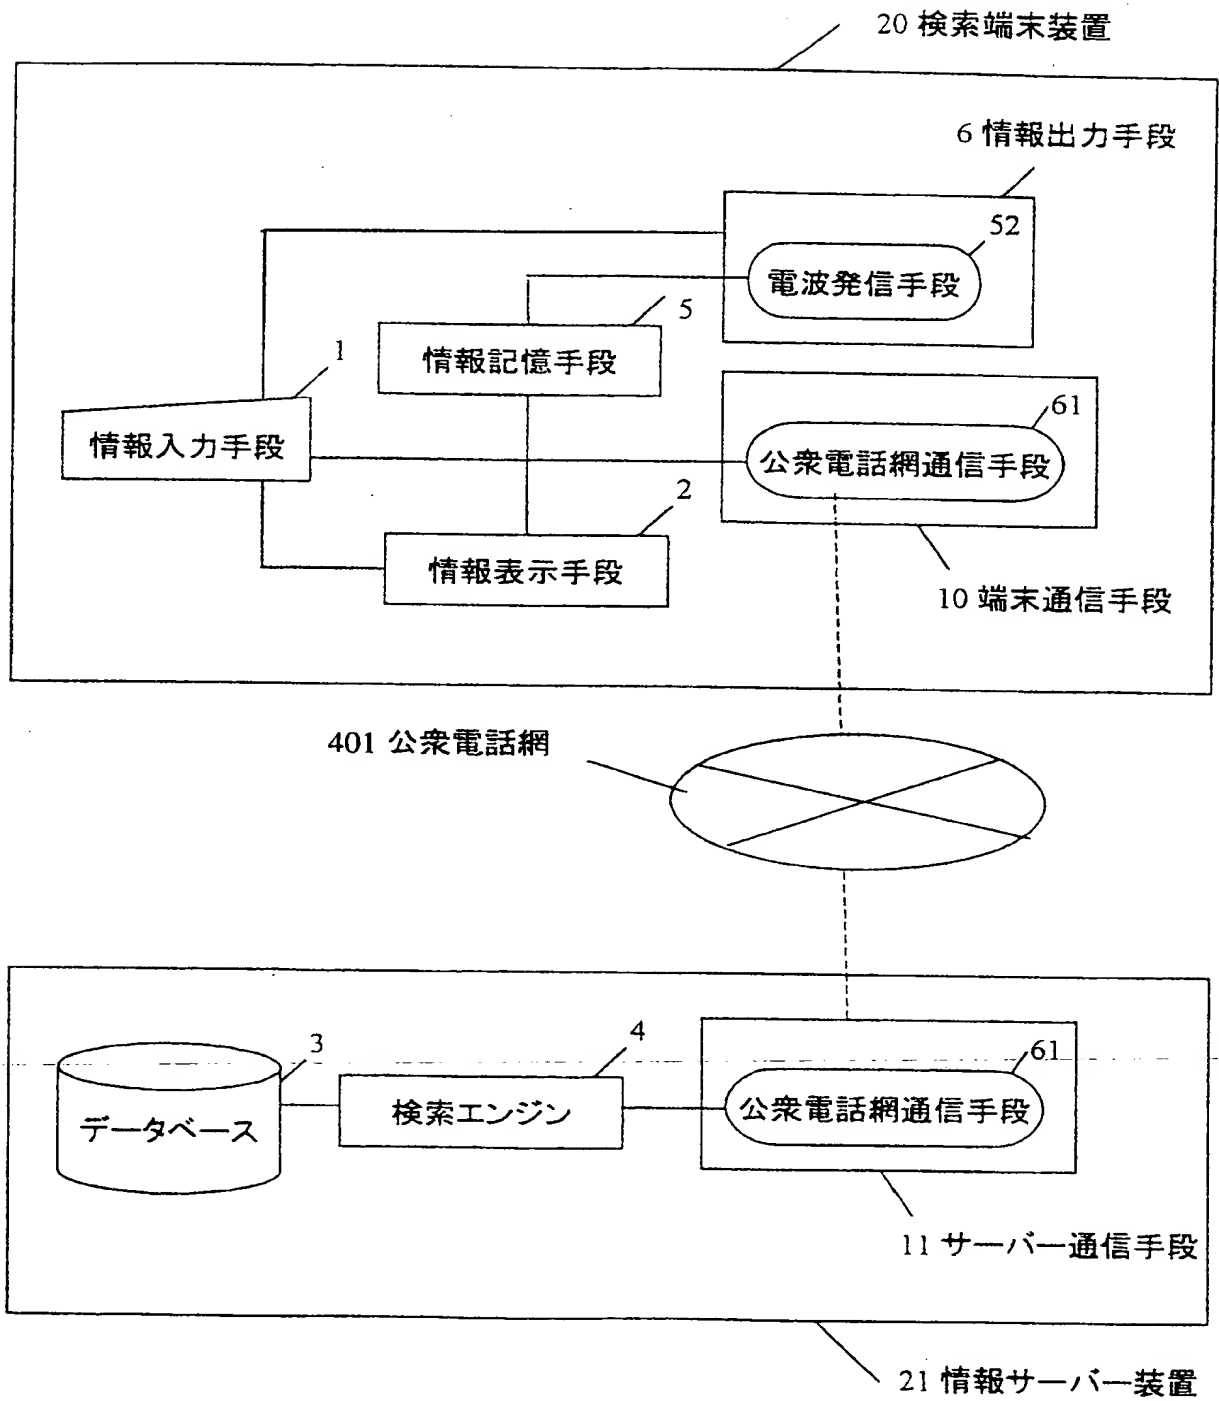 20 検索端末装置
6 情報出力手段
52
電波発信手段
5
情報記憶手段
1
情報入力手段
61
公衆電話網通信手段
2
情報表示手段
10 端末通信手段
401 公衆電話網
3
データベース
4
検索エンジン
61
公衆電話網通信手段
11 サーバー通信手段
21 情報サーバー装置